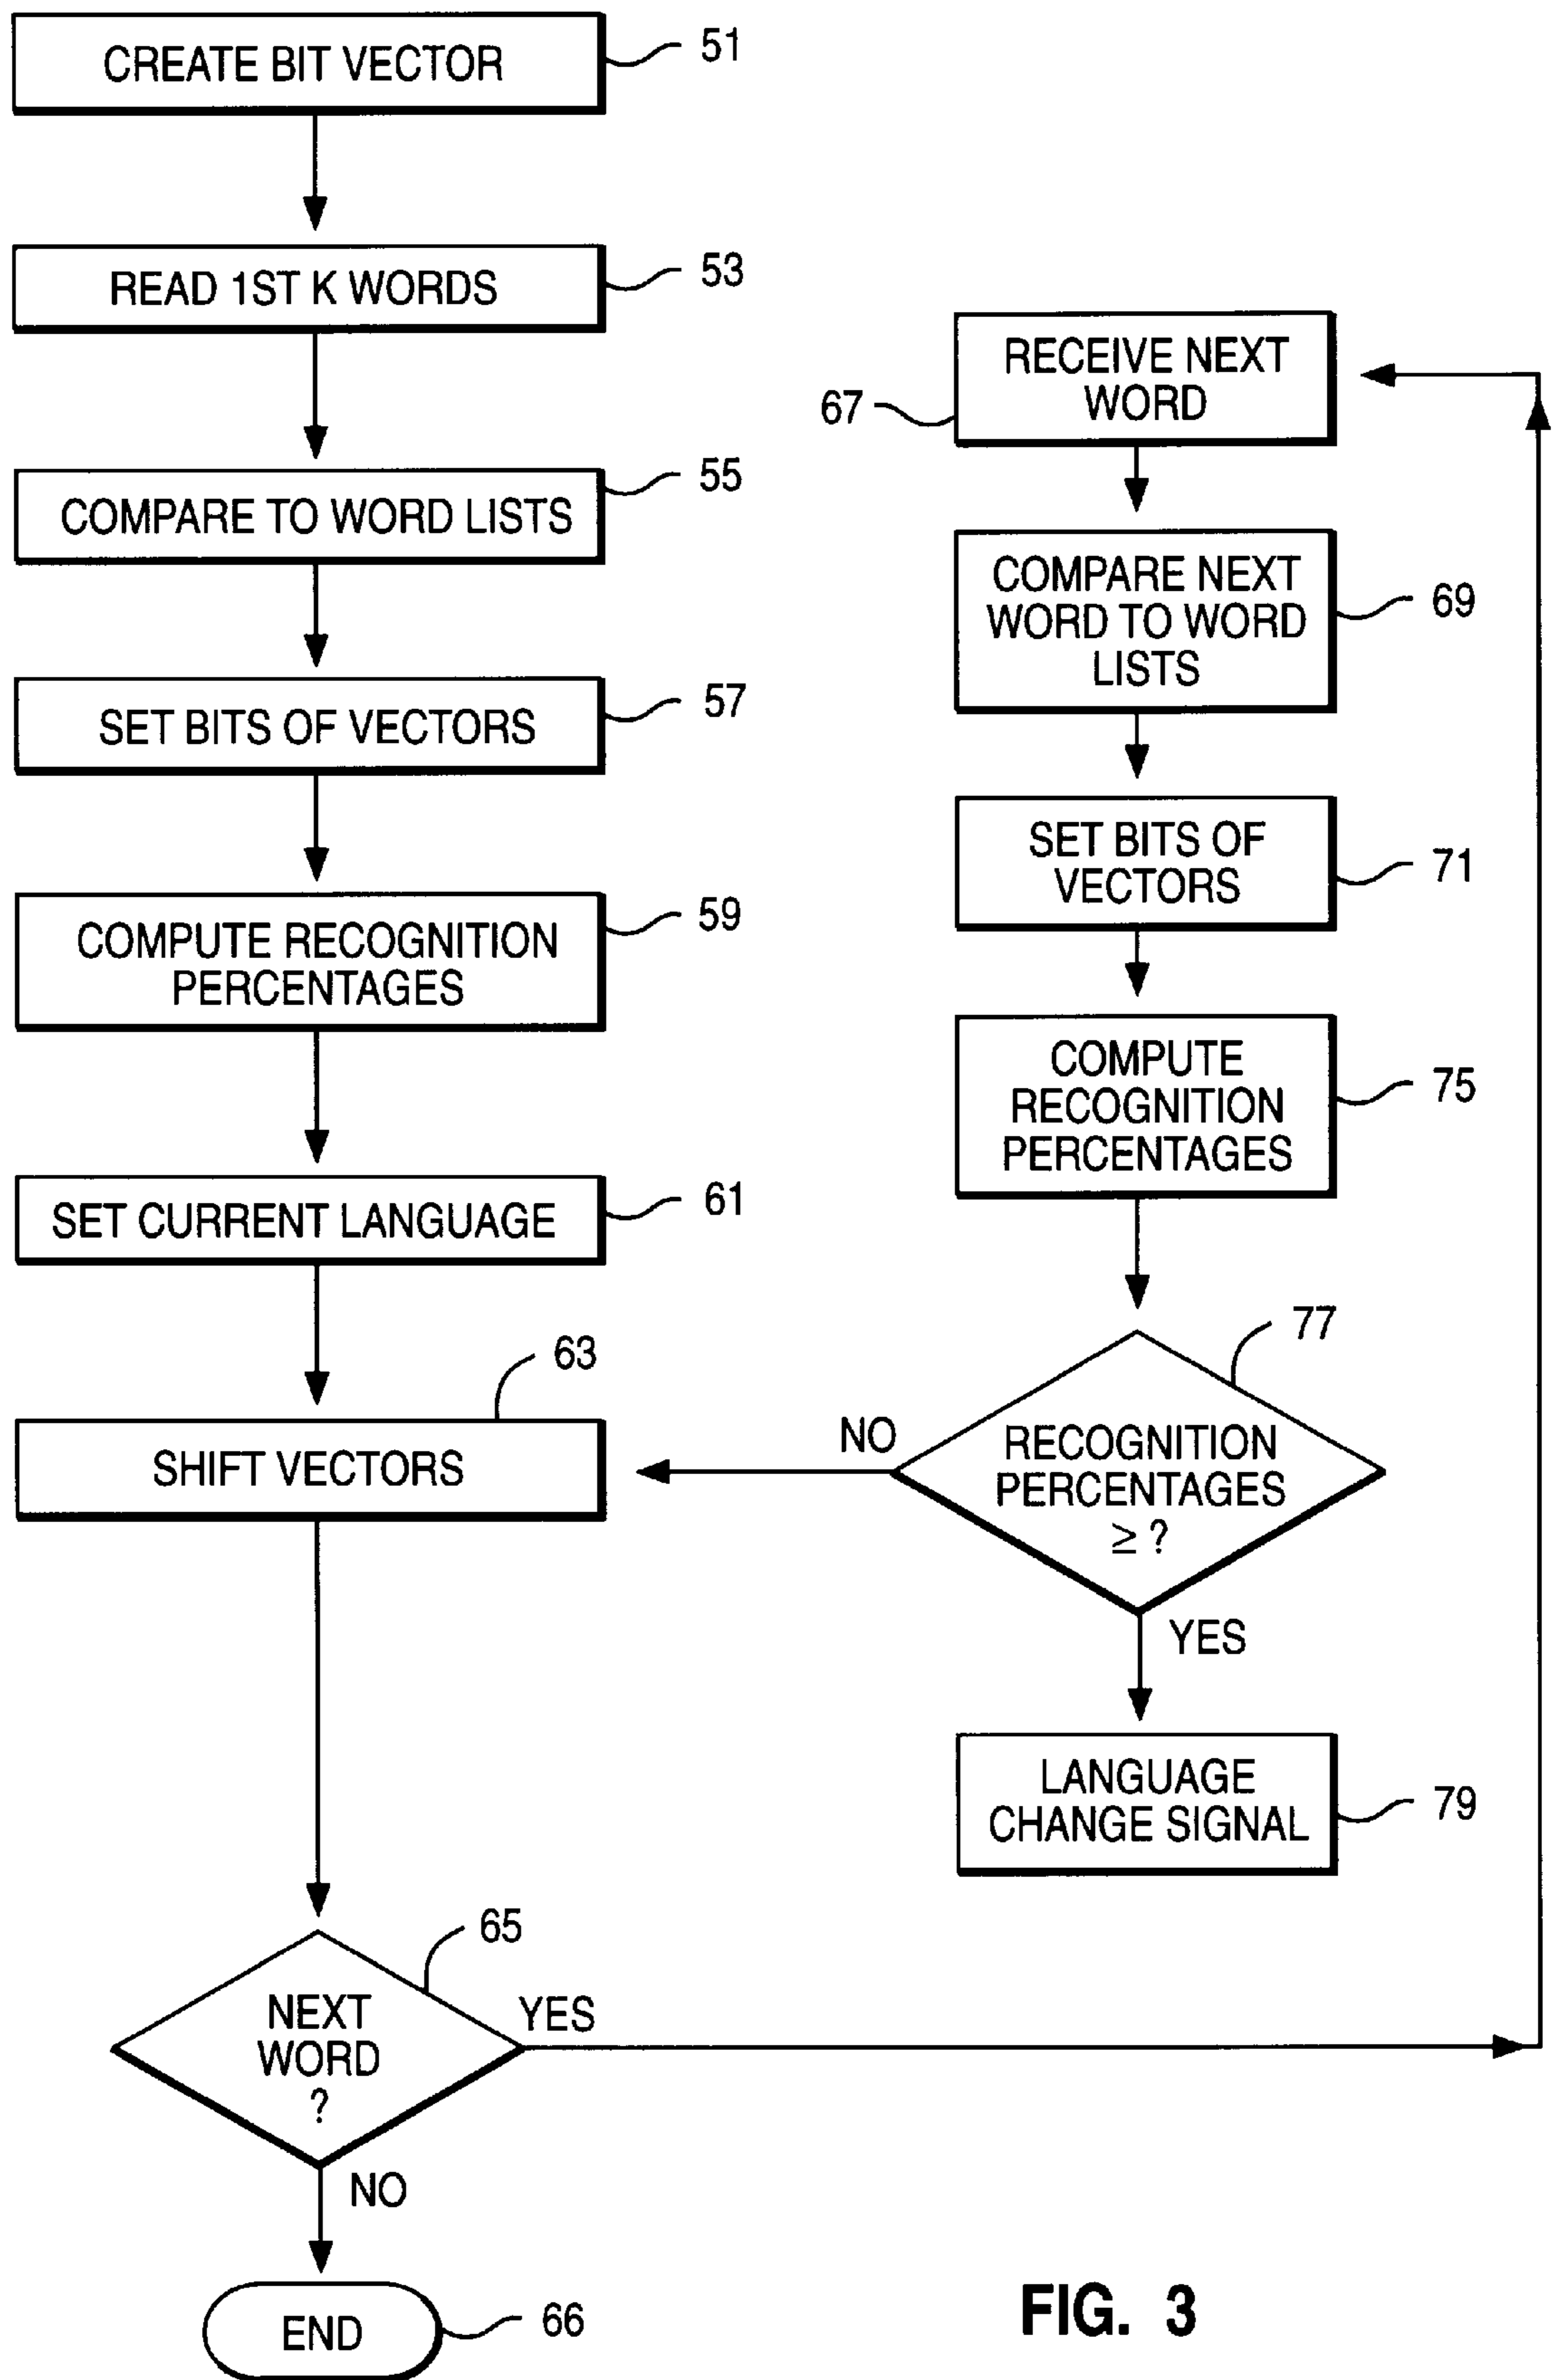 CREATE BIT VECTOR
51
READ 1ST K WORDS
53
COMPARE TO WORD LISTS
55
SET BITS OF VECTORS
57
COMPUTE RECOGNITION
PERCENTAGES
59
SET CURRENT LANGUAGE
61
SHIFT VECTORS
63
NEXT
WORD
?
65
YES
NO
END
66
RECEIVE NEXT
WORD
67
COMPARE NEXT
WORD TO WORD
LISTS
69
SET BITS OF
VECTORS
71
COMPUTE
RECOGNITION
PERCENTAGES
75
RECOGNITION
PERCENTAGES
≥ ?
77
NO
YES
LANGUAGE
CHANGE SIGNAL
79
FIG. 3